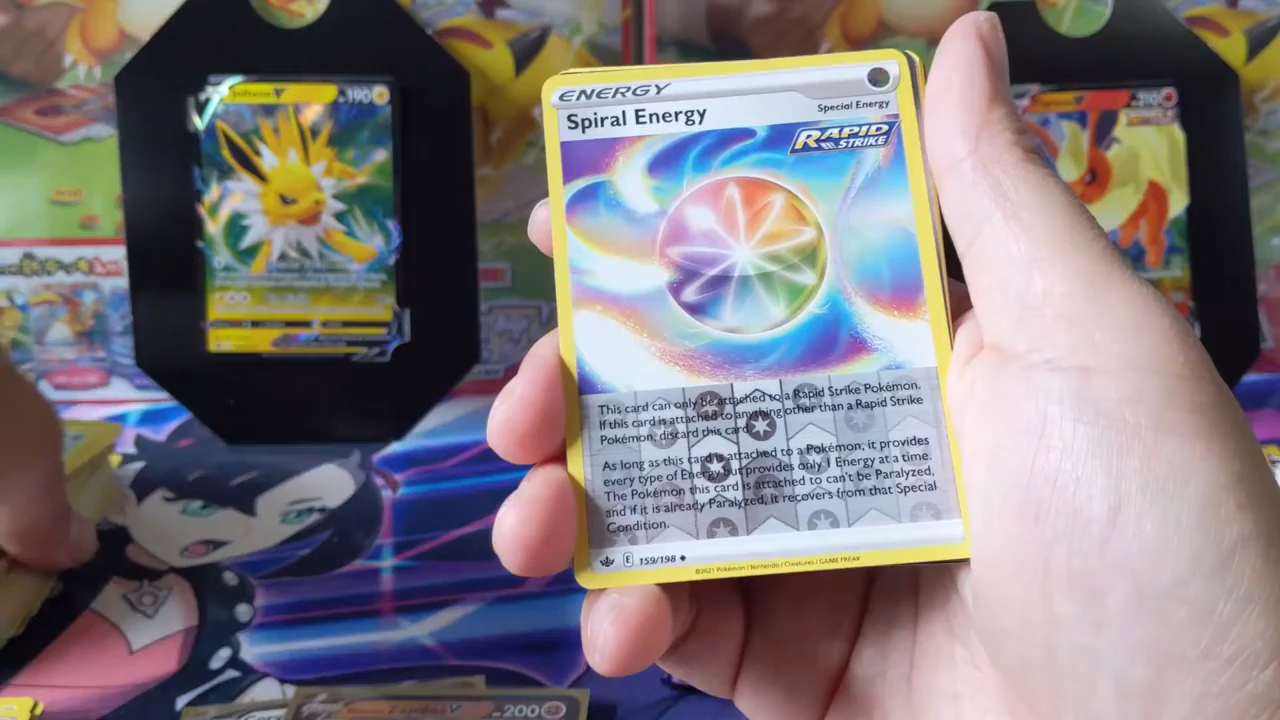 Jolteon V 190
210
ENERGY
Spiral Energy
Special Energy
RAPID
STRIKE
This card can only be attached to a Rapid Strike Pokémon.
If this card is attached to anything other than a Rapid Strike
Pokémon, discard this card.
As long as this card is attached to a Pokémon, it provides
every type of Energy but provides only 1 Energy at a time.
The Pokémon this card is attached to can't be Paralyzed,
and if it is already Paralyzed, it recovers from that Special
Condition.
E 159/198
©2021 Pokémon / Nintendo / Creatures / GAME FREAK
Zapdos V 200